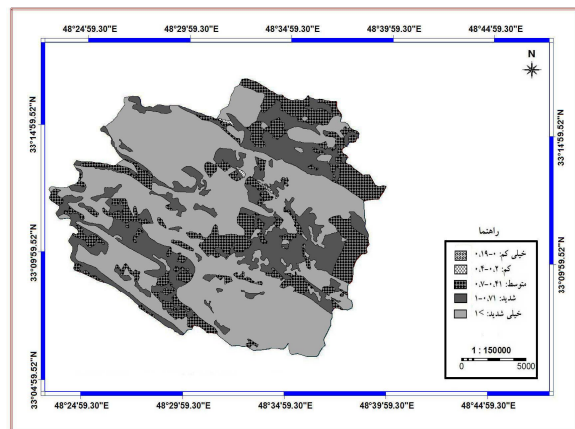 48°24'59.30"E 48°29'59.30"E 48°34'59.30"E 48°39'59.30"E 48°44'59.30"E
N
33°14'59.52"N 33°14'59.52"N
راهنما
خیلی کم: ۰-۰.۱۹
کم: ۰.۲-۰.۴
متوسط: ۰.۴۱-۰.۷
شدید: ۰.۷۱-۱
خیلی شدید: >۱
33°09'59.52"N 33°09'59.52"N
1 : 150000
0 5000
33°04'59.52"N 33°04'59.52"N
48°24'59.30"E 48°29'59.30"E 48°34'59.30"E 48°39'59.30"E 48°44'59.30"E